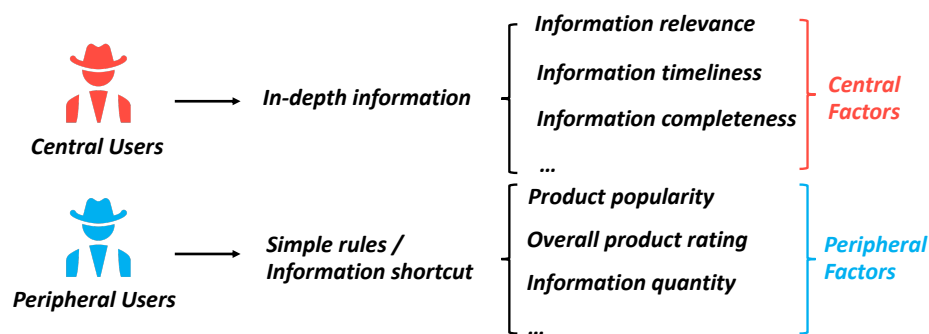 Information relevance
Information timeliness
In-depth information
Information completeness
Central Users
...
Central
Factors
Product popularity
Simple rules /
Information shortcut
Overall product rating
Information quantity
Peripheral Users
...
Peripheral
Factors